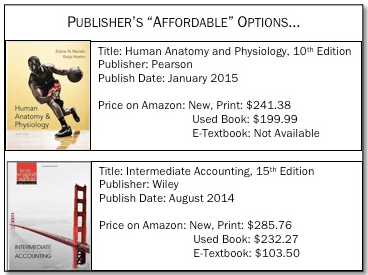 PUBLISHER'S "AFFORDABLE" OPTIONS...
Title: Human Anatomy and Physiology, 10th Edition
Publisher: Pearson
Publish Date: January 2015
Price on Amazon: New, Print: $241.38
Used Book: $199.99
E-Textbook: Not Available
Elaine N. Marieb
Katja Hoehn
Human
Anatomy &
Physiology
Title: Intermediate Accounting, 15th Edition
Publisher: Wiley
Publish Date: August 2014
Price on Amazon: New, Print: $285.76
Used Book: $232.27
E-Textbook: $103.50
INTERMEDIATE
ACCOUNTING